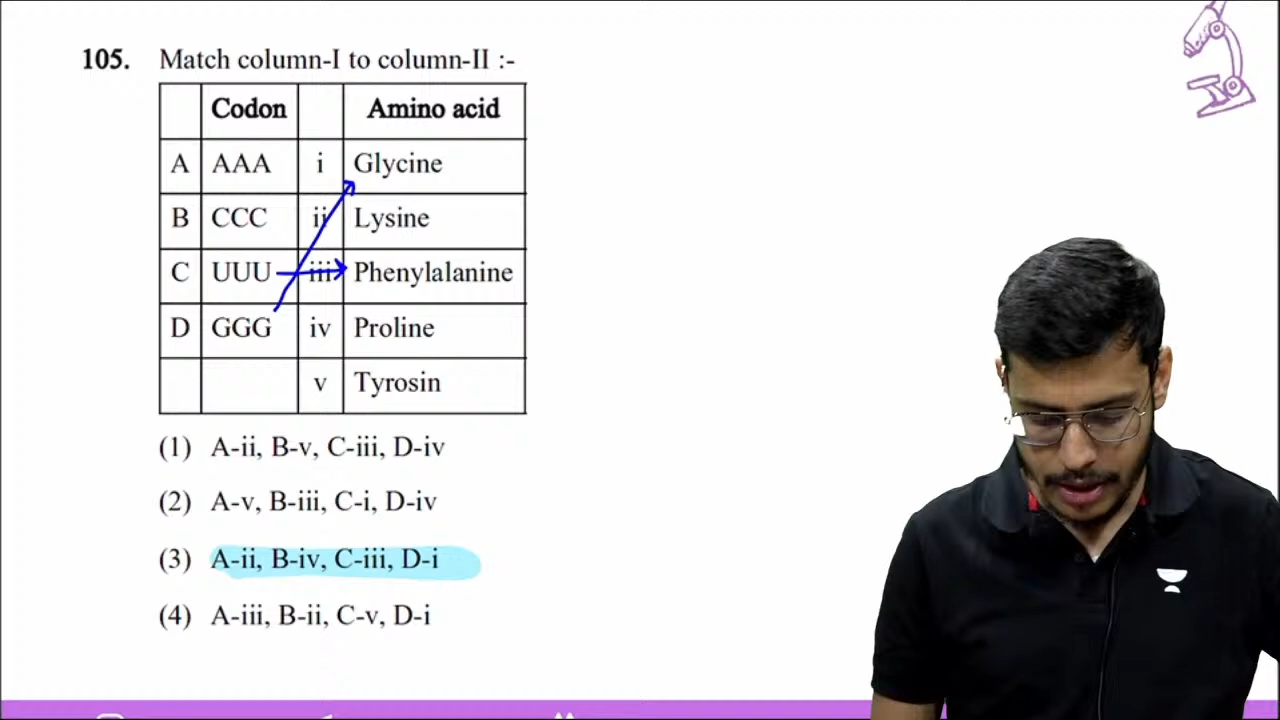 105. Match column-I to column-II :-
Codon Amino acid
A AAA i Glycine
B CCC ii Lysine
C UUU iii Phenylalanine
D GGG iv Proline
v Tyrosin
(1) A-ii, B-v, C-iii, D-iv
(2) A-v, B-iii, C-i, D-iv
(3) A-ii, B-iv, C-iii, D-i
(4) A-iii, B-ii, C-v, D-i